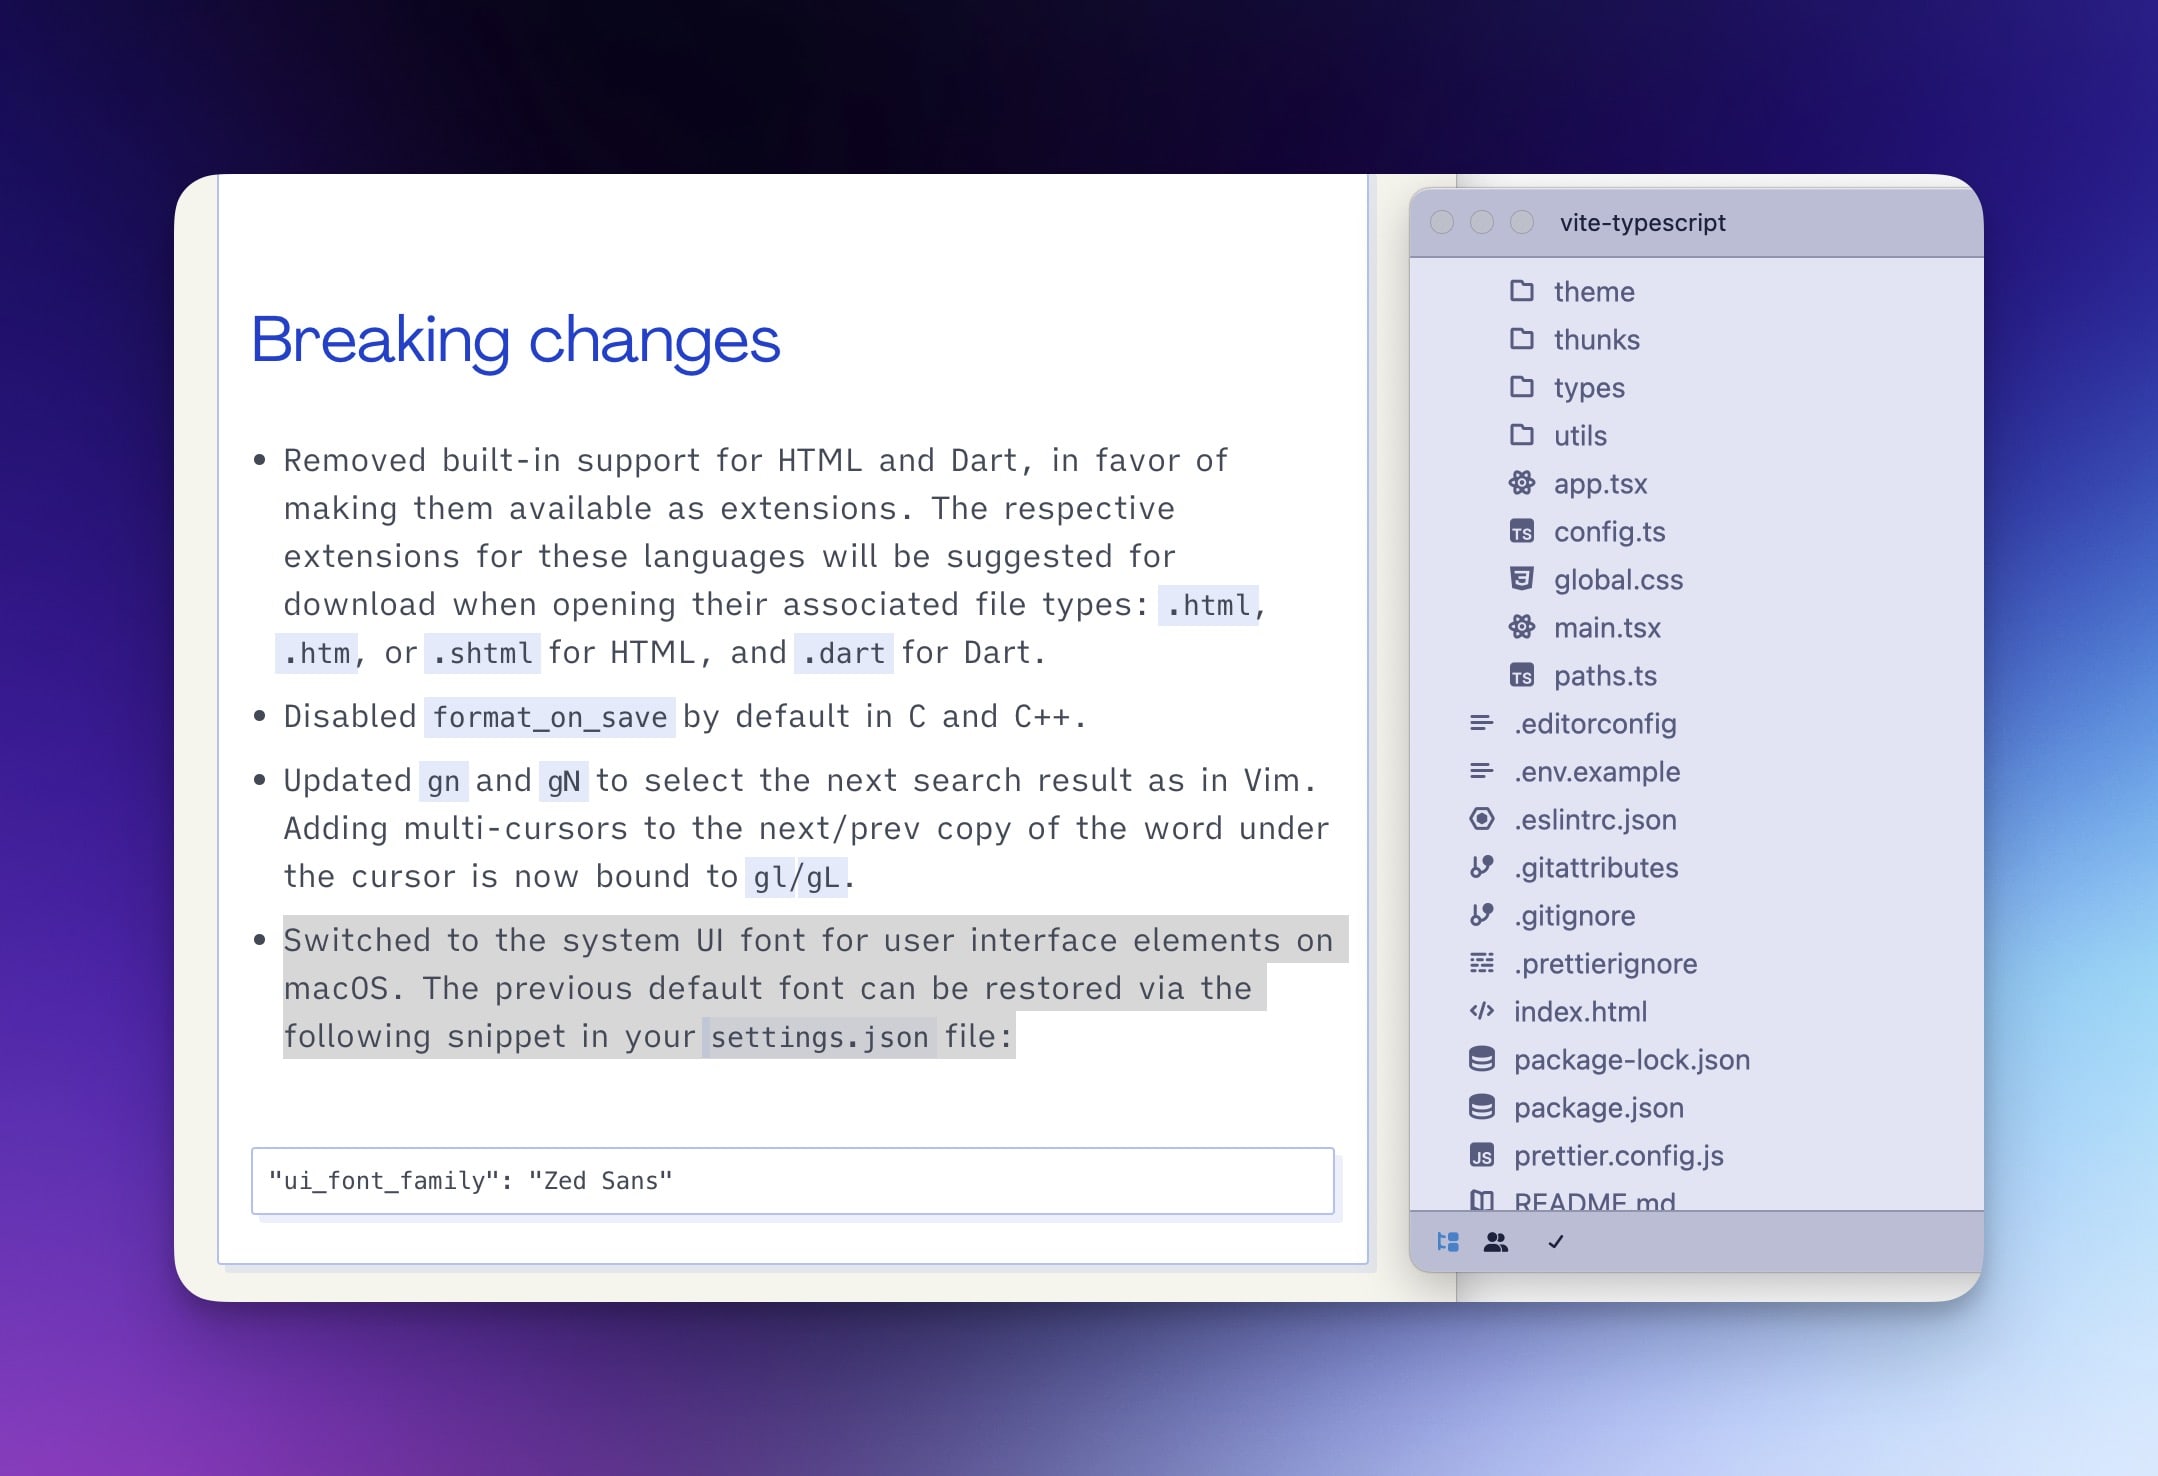 Breaking changes
• Removed built-in support for HTML and Dart, in favor of
making them available as extensions. The respective
extensions for these languages will be suggested for
download when opening their associated file types: .html,
.htm, or .shtml for HTML, and .dart for Dart.
• Disabled format_on_save by default in C and C++.
• Updated gn and gN to select the next search result as in Vim.
Adding multi-cursors to the next/prev copy of the word under
the cursor is now bound to gl/gL.
• Switched to the system UI font for user interface elements on
macOS. The previous default font can be restored via the
following snippet in your settings.json file:
"ui_font_family": "Zed Sans"
vite-typescript
theme
thunks
types
utils
app.tsx
TS config.ts
global.css
main.tsx
TS paths.ts
.editorconfig
.env.example
.eslintrc.json
.gitattributes
.gitignore
.prettierignore
</> index.html
package-lock.json
package.json
JS prettier.config.js
README.md